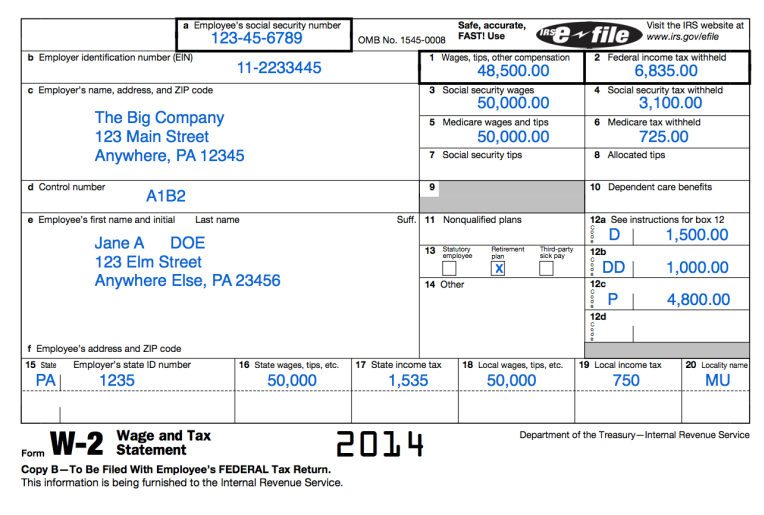 a Employee's social security number
123-45-6789
OMB No. 1545-0008
Safe, accurate,
FAST! Use
IRS e ~ file
Visit the IRS website at
www.irs.gov/efile
b Employer identification number (EIN)
11-2233445
1 Wages, tips, other compensation
48,500.00
2 Federal income tax withheld
6,835.00
c Employer's name, address, and ZIP code
The Big Company
123 Main Street
Anywhere, PA 12345
3 Social security wages
50,000.00
4 Social security tax withheld
3,100.00
5 Medicare wages and tips
50,000.00
6 Medicare tax withheld
725.00
7 Social security tips
8 Allocated tips
d Control number
A1B2
9
10 Dependent care benefits
e Employee's first name and initial Last name Suff.
Jane A DOE
123 Elm Street
Anywhere Else, PA 23456
11 Nonqualified plans
12a See instructions for box 12
Code D 1,500.00
13 Statutory employee Retirement plan Third-party sick pay
X
12b
Code DD 1,000.00
14 Other
12c
Code P 4,800.00
12d
Code
f Employee's address and ZIP code
15 State Employer's state ID number
PA 1235
16 State wages, tips, etc.
50,000
17 State income tax
1,535
18 Local wages, tips, etc.
50,000
19 Local income tax
750
20 Locality name
MU
Form W-2 Wage and Tax
Statement
2014
Department of the Treasury—Internal Revenue Service
Copy B—To Be Filed With Employee's FEDERAL Tax Return.
This information is being furnished to the Internal Revenue Service.